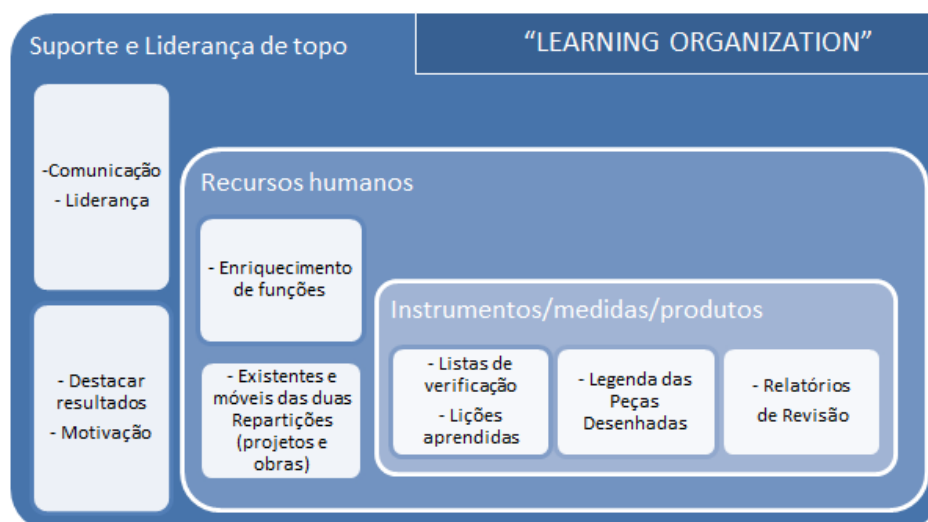 Suporte e Liderança de topo
“LEARNING ORGANIZATION”
-Comunicação
- Liderança
- Destacar
resultados
- Motivação
Recursos humanos
- Enriquecimento
de funções
- Existentes e
móveis das duas
Repartições
(projetos e
obras)
Instrumentos/medidas/produtos
- Listas de
verificação
- Lições
aprendidas
- Legenda das
Peças
Desenhadas
- Relatórios
de Revisão